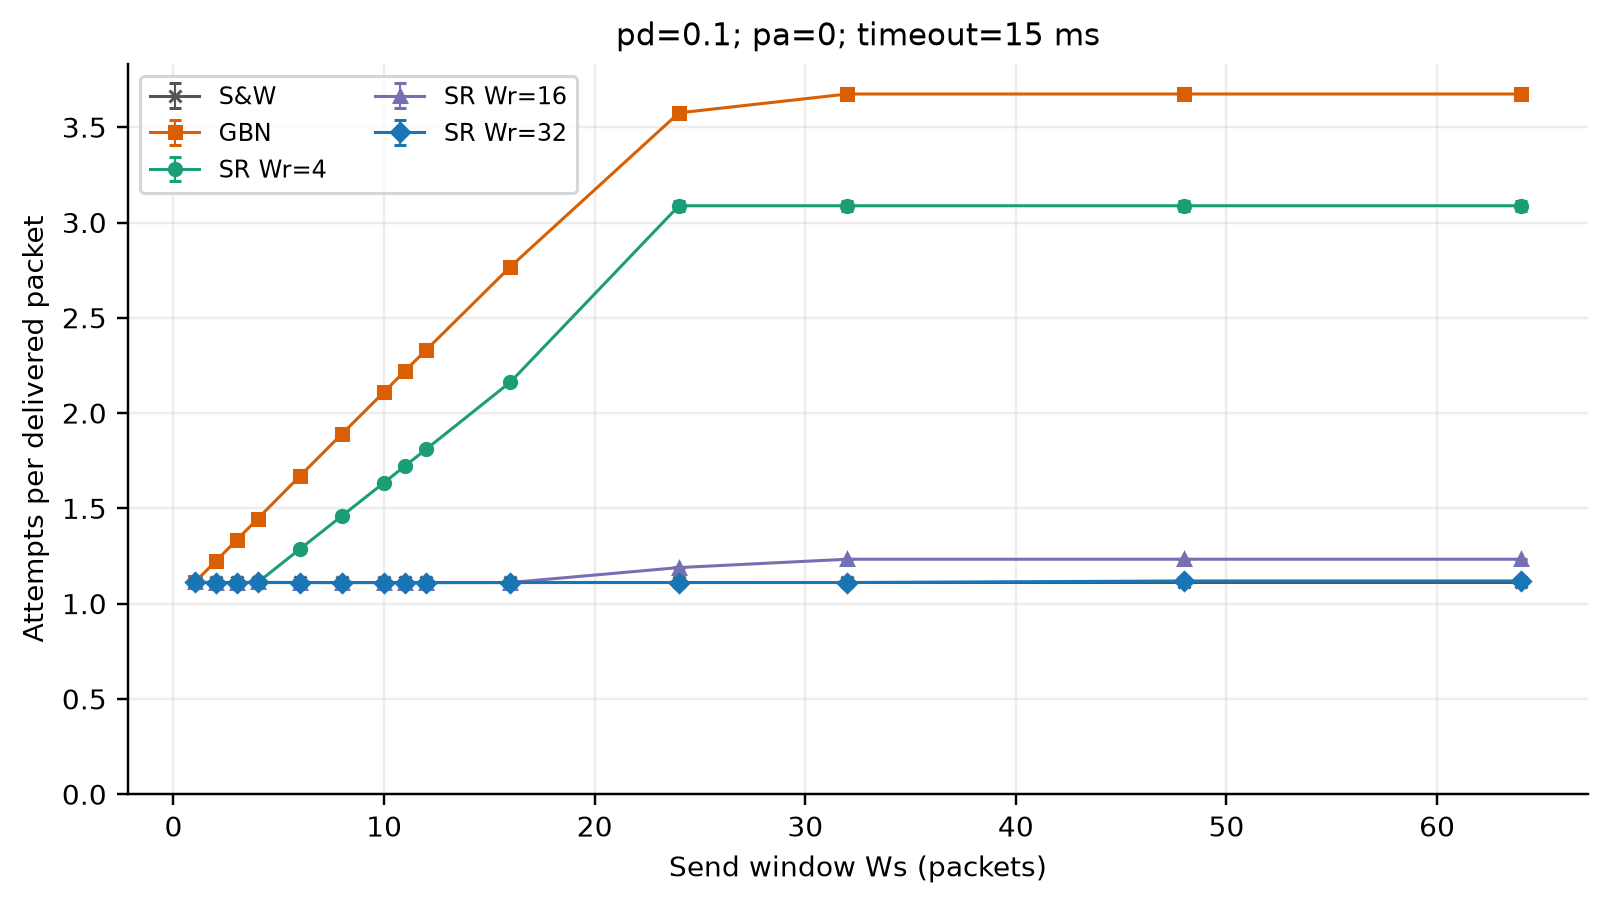 pd=0.1; pa=0; timeout=15 ms
S&W
GBN
SR Wr=4
SR Wr=16
SR Wr=32
Attempts per delivered packet
3.5
3.0
2.5
2.0
1.5
1.0
0.5
0.0
0 10 20 30 40 50 60
Send window Ws (packets)